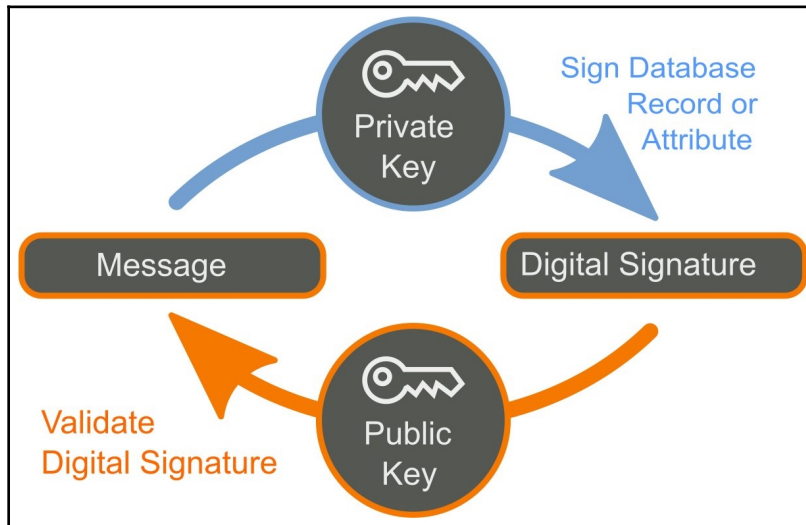 Private
Key
Sign Database
Record or
Attribute
Message
Digital Signature
Validate
Digital Signature
Public
Key